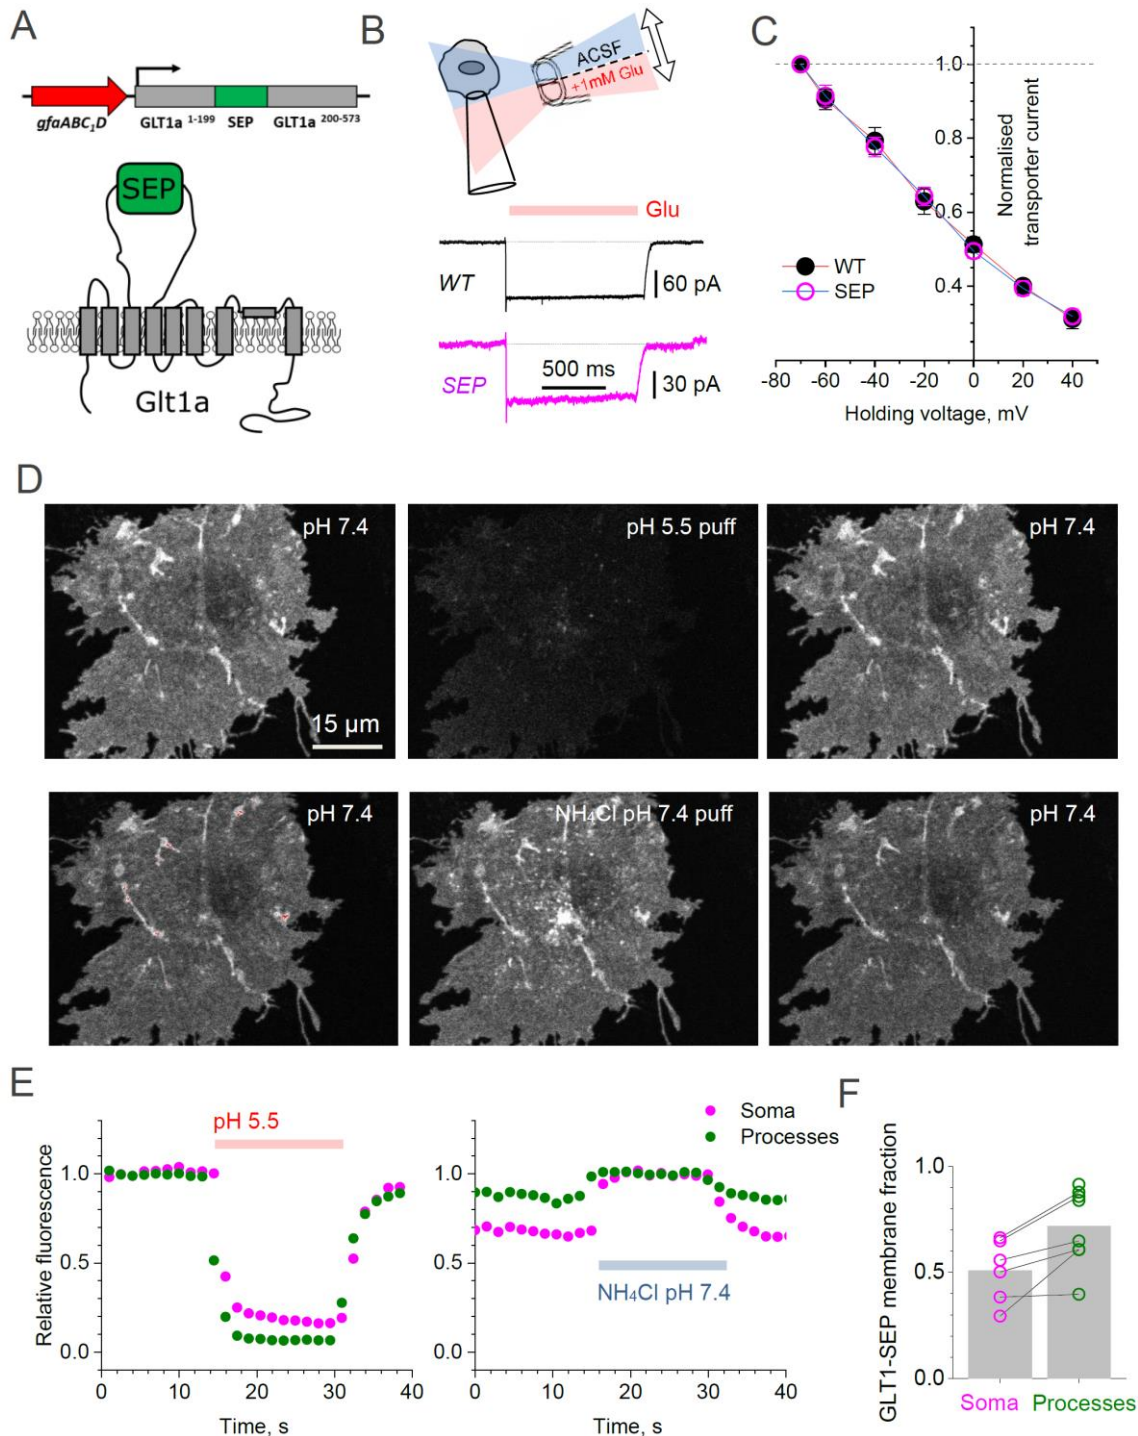 A
gfaABC₁D
GLT1a ¹⁻¹⁹⁹
SEP
GLT1a ²⁰⁰⁻⁵⁷³
SEP
Glt1a
B
ACSF
+1mM Glu
Glu
WT
60 pA
SEP
500 ms
30 pA
C
1.0
0.8
0.6
0.4
Normalised
transporter current
WT
SEP
-80 -60 -40 -20 0 20 40
Holding voltage, mV
D
pH 7.4
15 µm
pH 5.5 puff
pH 7.4
pH 7.4
NH₄Cl pH 7.4 puff
pH 7.4
E
pH 5.5
Relative fluorescence
1.0
0.5
0.0
0 10 20 30 40
Time, s
Soma
Processes
1.0
0.5
0.0
NH₄Cl pH 7.4
0 10 20 30 40
Time, s
F
GLT1-SEP membrane fraction
1.0
0.5
0.0
Soma Processes